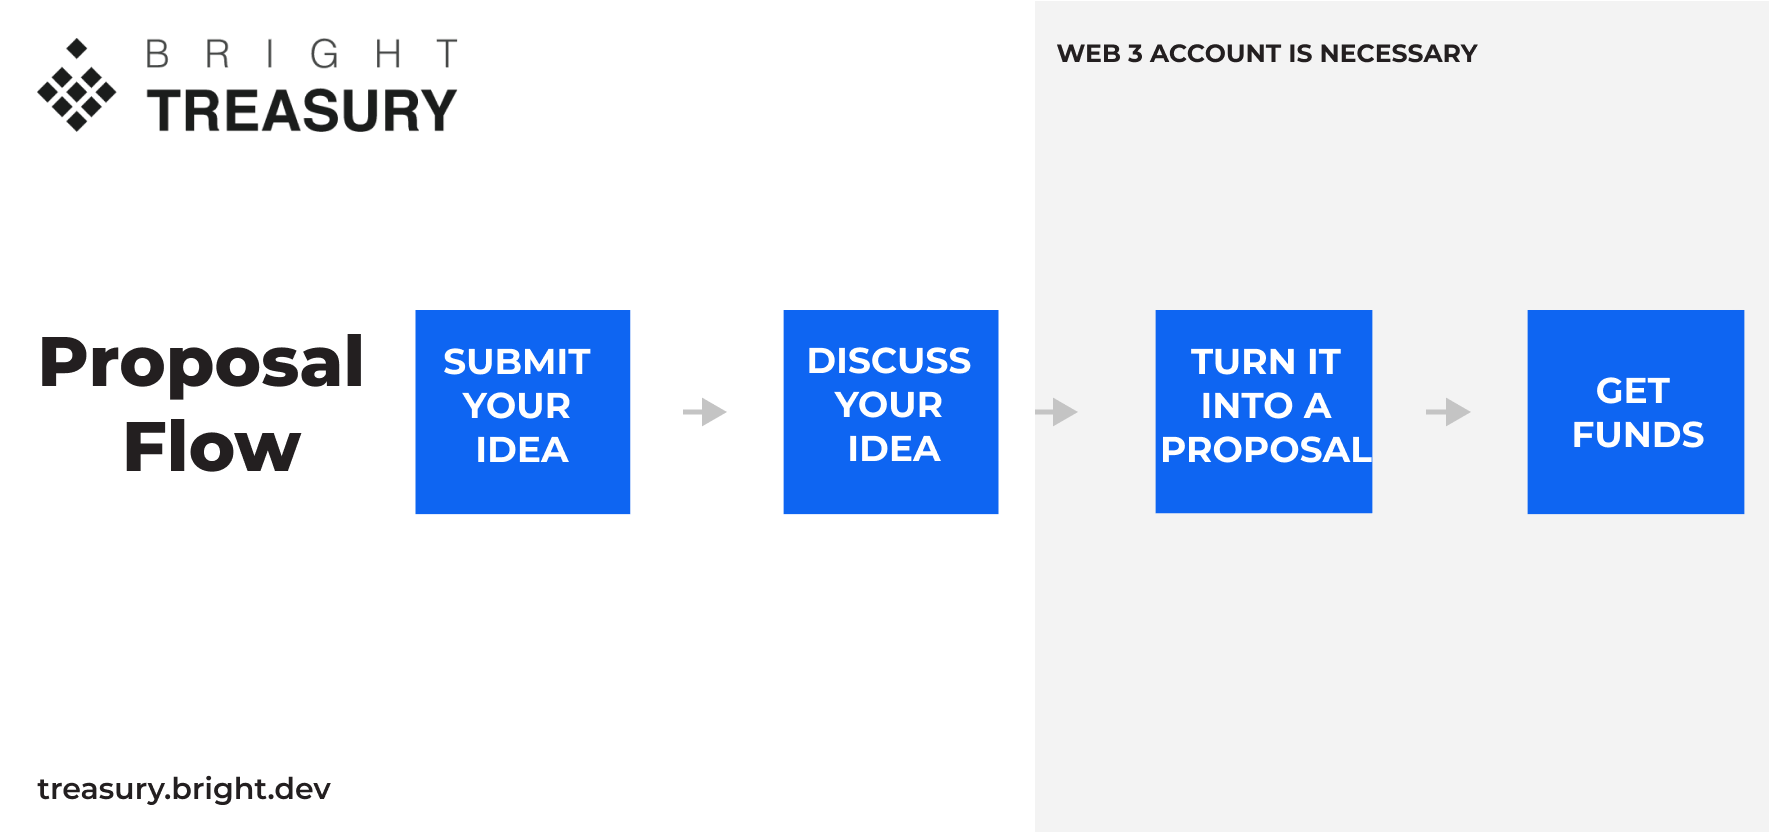 BRIGHT
TREASURY
WEB 3 ACCOUNT IS NECESSARY
Proposal
Flow
SUBMIT
YOUR
IDEA
DISCUSS
YOUR
IDEA
TURN IT
INTO A
PROPOSAL
GET
FUNDS
treasury.bright.dev